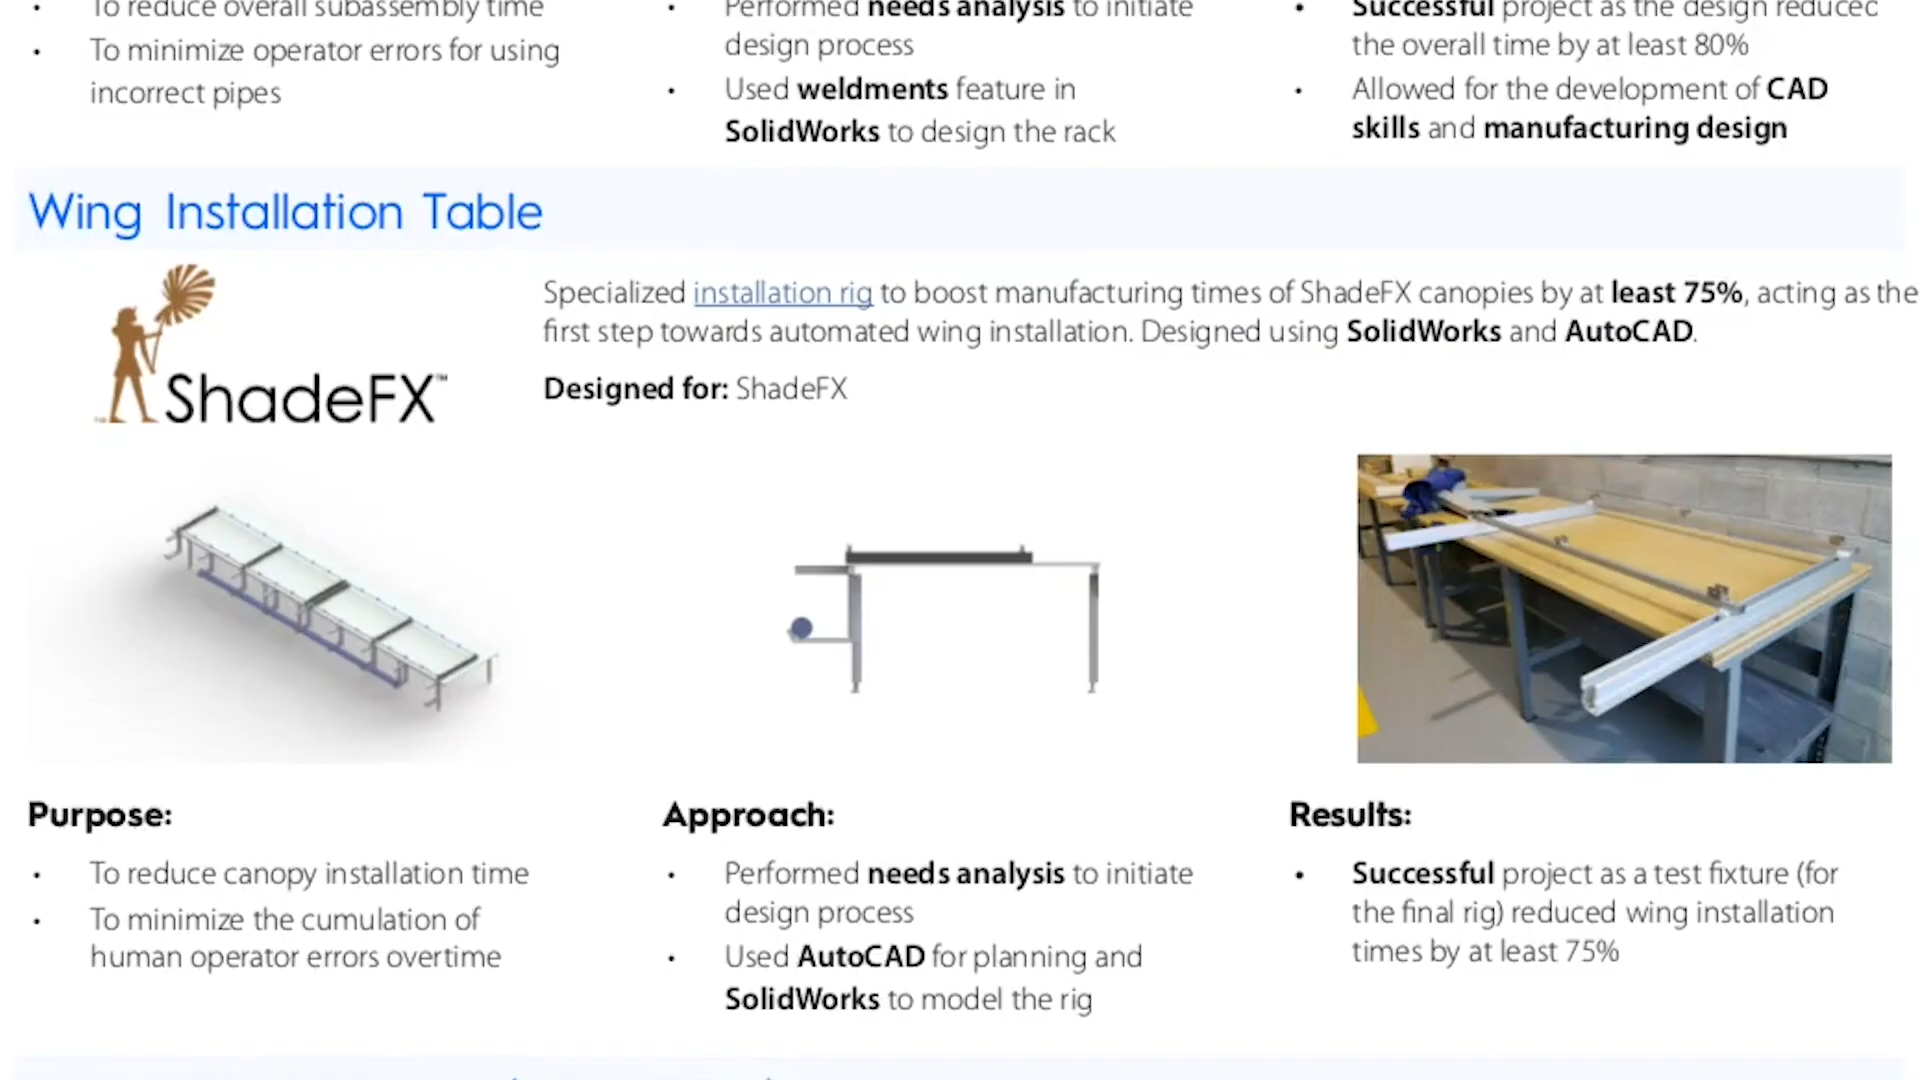 To reduce overall subassembly time
To minimize operator errors for using
incorrect pipes
Performed needs analysis to initiate
design process
Used weldments feature in
SolidWorks to design the rack
Successful project as the design reduced
the overall time by at least 80%
Allowed for the development of CAD
skills and manufacturing design
Wing Installation Table
ShadeFX™
Specialized installation rig to boost manufacturing times of ShadeFX canopies by at least 75%, acting as the
first step towards automated wing installation. Designed using SolidWorks and AutoCAD.
Designed for: ShadeFX
Purpose:
To reduce canopy installation time
To minimize the cumulation of
human operator errors overtime
Approach:
Performed needs analysis to initiate
design process
Used AutoCAD for planning and
SolidWorks to model the rig
Results:
Successful project as a test fixture (for
the final rig) reduced wing installation
times by at least 75%